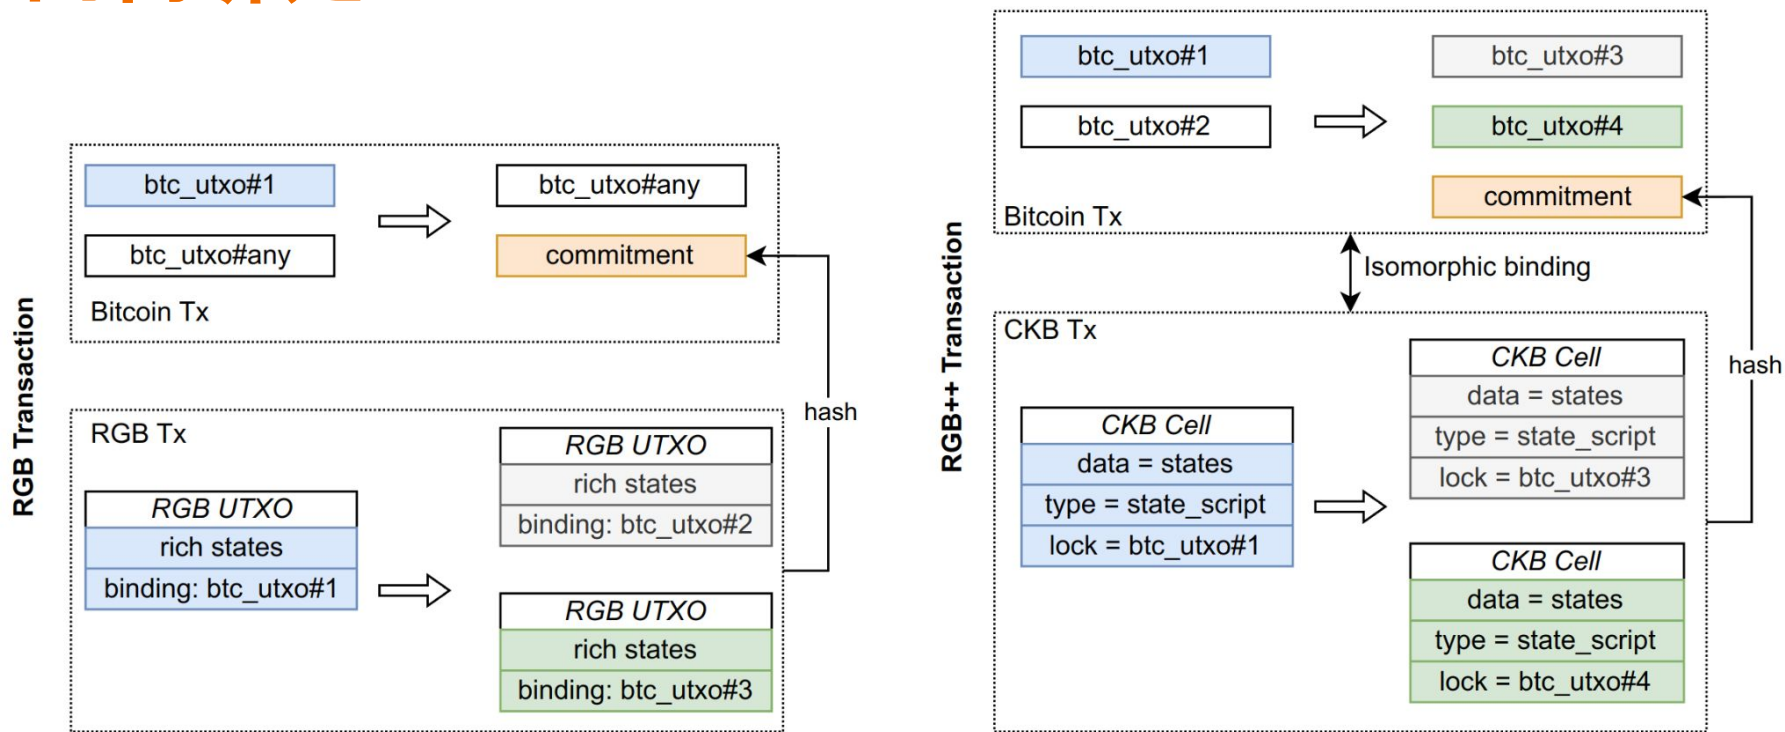 RGB Transaction
btc_utxo#1
btc_utxo#any
btc_utxo#any
commitment
Bitcoin Tx
hash
RGB Tx
RGB UTXO
rich states
binding: btc_utxo#1
RGB UTXO
rich states
binding: btc_utxo#2
RGB UTXO
rich states
binding: btc_utxo#3
RGB++ Transaction
btc_utxo#1
btc_utxo#2
btc_utxo#3
btc_utxo#4
commitment
Bitcoin Tx
Isomorphic binding
hash
CKB Tx
CKB Cell
data = states
type = state_script
lock = btc_utxo#1
CKB Cell
data = states
type = state_script
lock = btc_utxo#3
CKB Cell
data = states
type = state_script
lock = btc_utxo#4